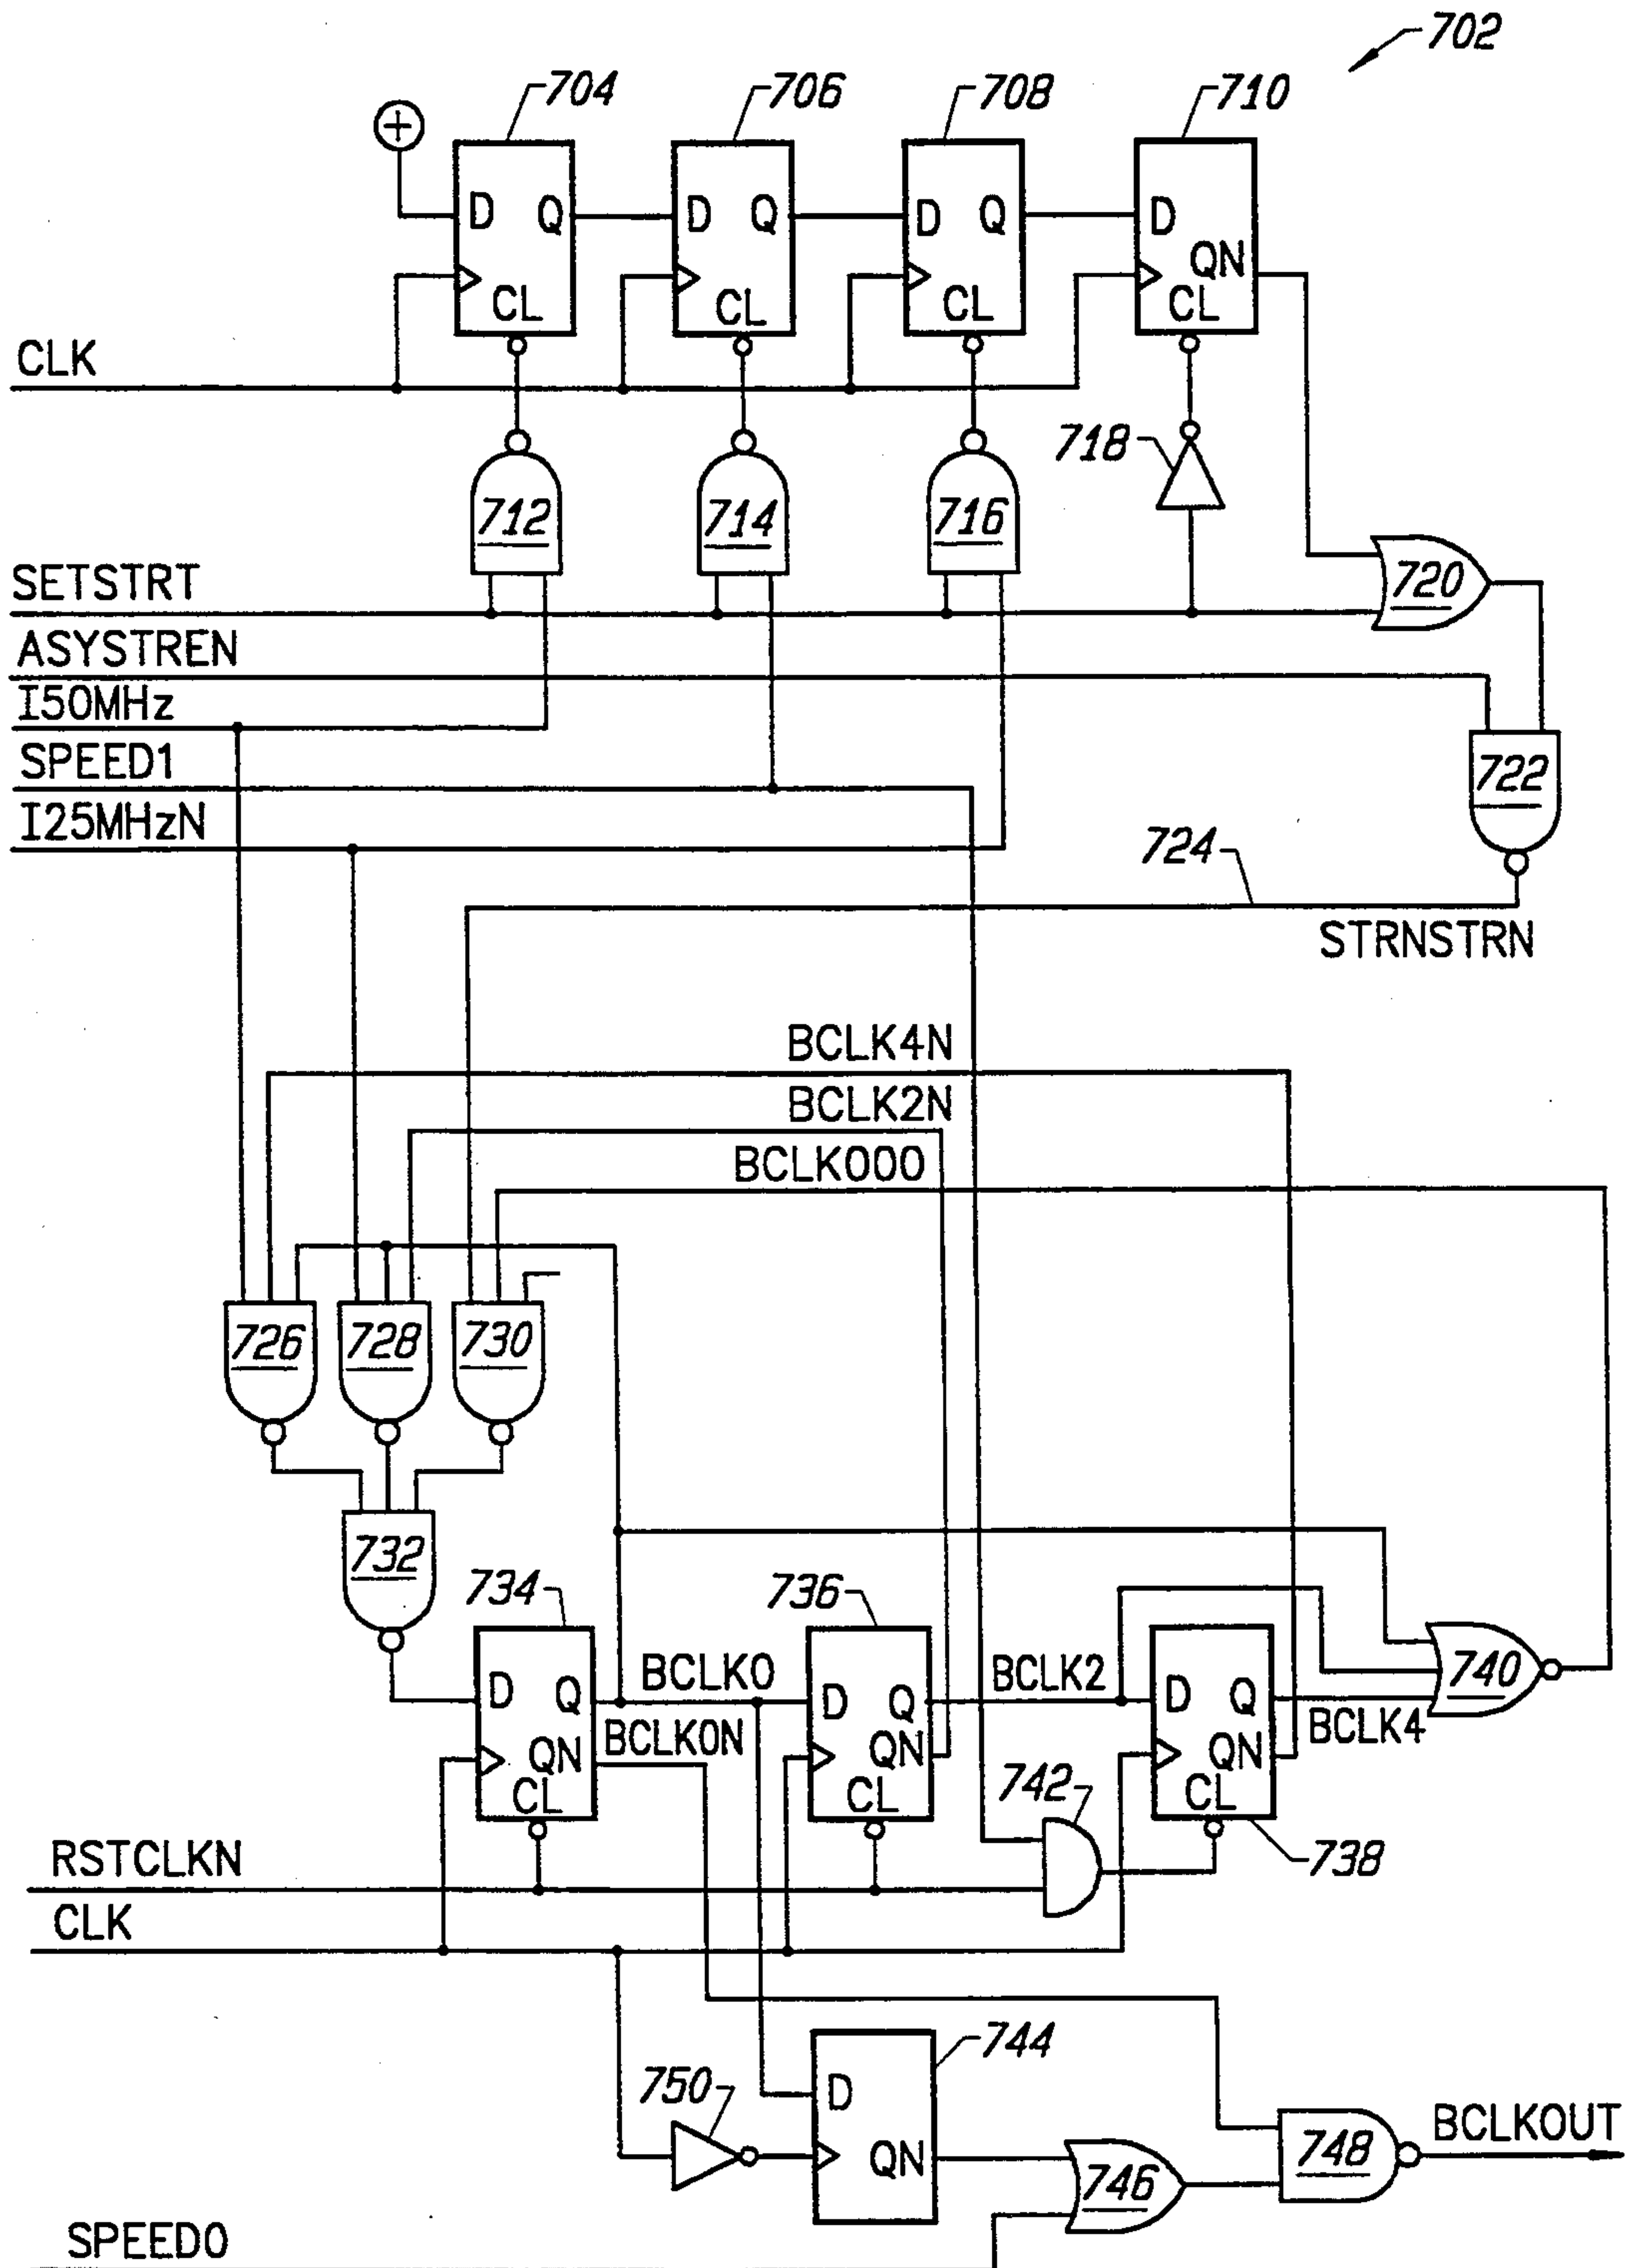 702
704
706
708
710
+
D Q
D Q
D Q
D
QN
CL
CL
CL
CL
CLK
718
712
714
716
SETSTRT
720
ASYSTREN
I50MHz
SPEED1
722
I25MHzN
724
STRNSTRN
BCLK4N
BCLK2N
BCLK000
726
728
730
732
734
736
D Q
BCLK0
D Q
BCLK2
D Q
740
BCLK4
QN
BCLK0N
QN
QN
CL
CL
742
CL
RSTCLKN
738
CLK
744
750
D
QN
746
748
BCLKOUT
SPEED0